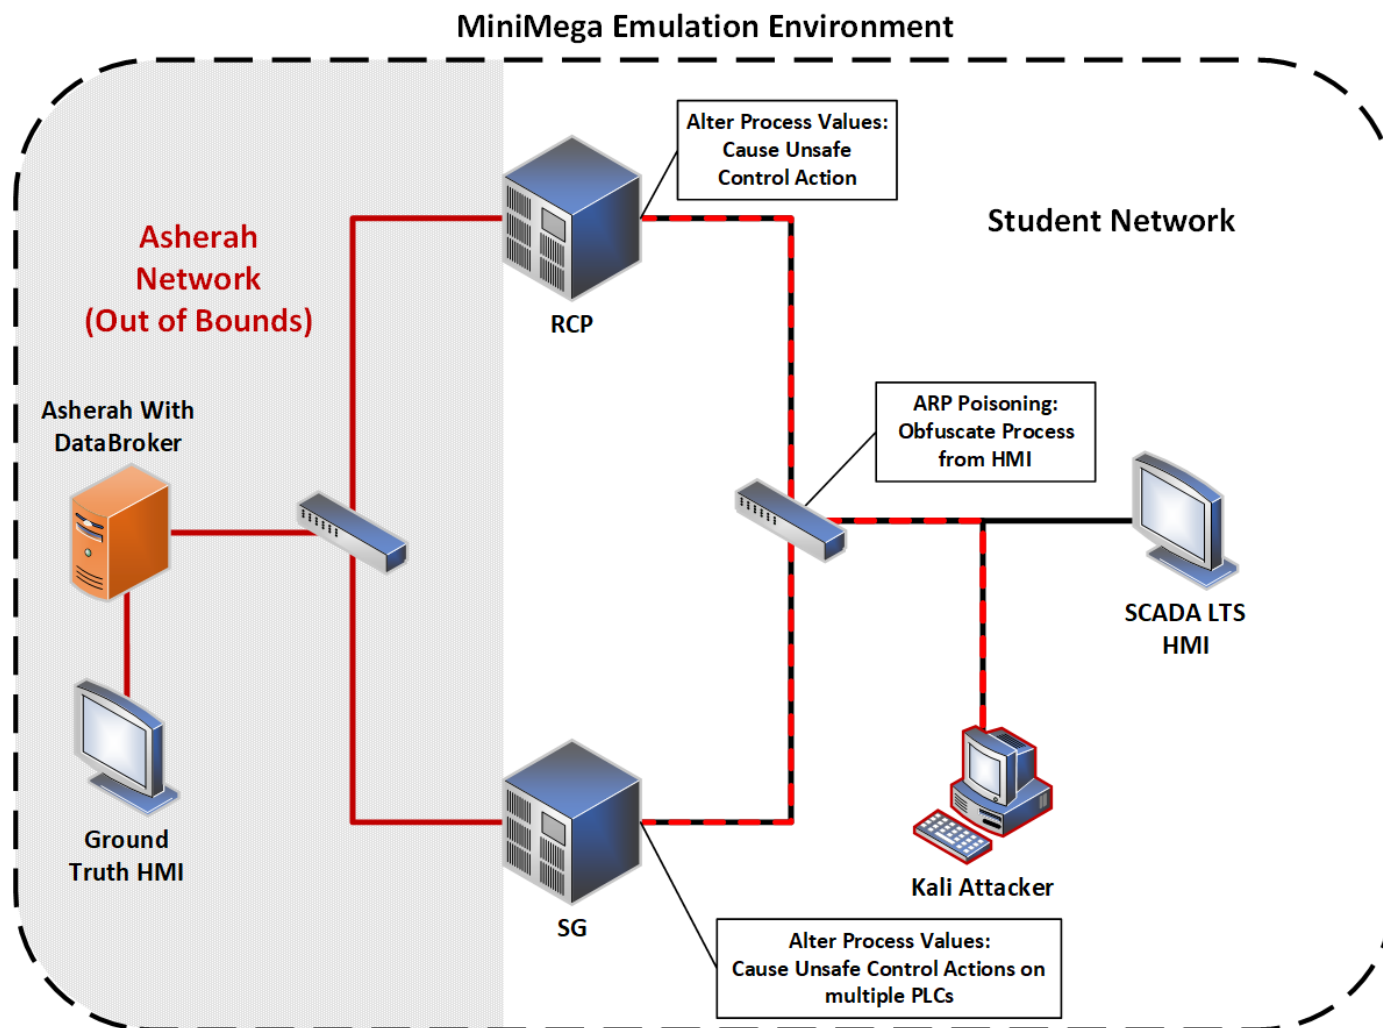 MiniMega Emulation Environment
Alter Process Values:
Cause Unsafe
Control Action
Asherah
Network
(Out of Bounds)
Student Network
RCP
ARP Poisoning:
Obfuscate Process
from HMI
Asherah With
DataBroker
SCADA LTS
HMI
Ground
Truth HMI
Kali Attacker
SG
Alter Process Values:
Cause Unsafe Control Actions on
multiple PLCs